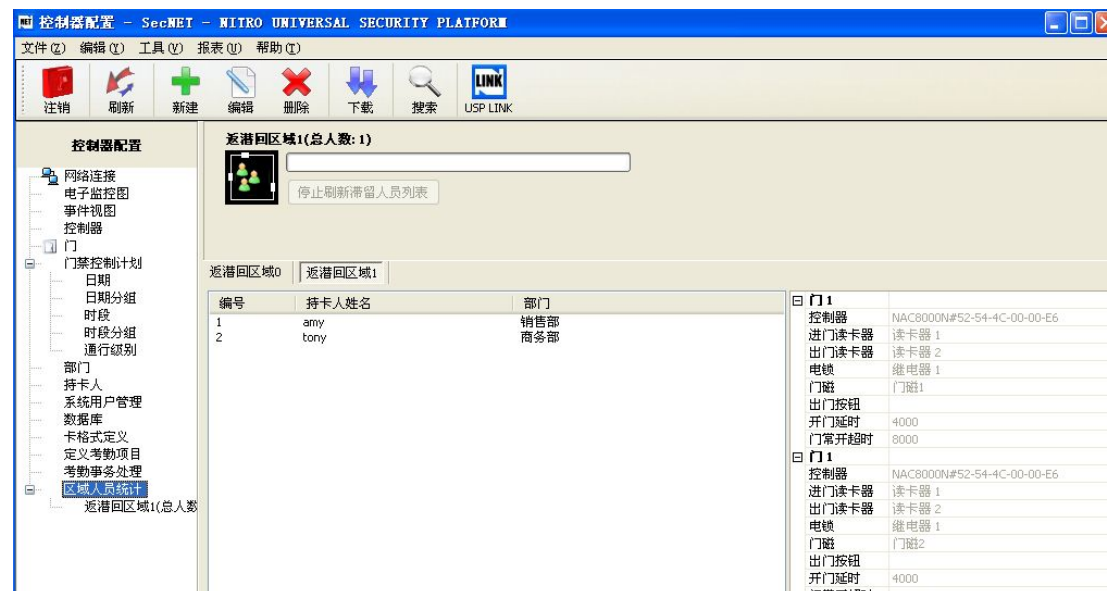 控制器配置 - SecNET - NITRO UNIVERSAL SECURITY PLATFORM
文件(Z) 编辑(Y) 工具(V) 报表(U) 帮助(T)
注销 刷新 新建 编辑 删除 下载 搜索 USP LINK
LINK
控制器配置
网络连接
电子监控图
事件视图
控制器
门
门禁控制计划
日期
日期分组
时段
时段分组
通行级别
部门
持卡人
系统用户管理
数据库
卡格式定义
定义考勤项目
考勤事务处理
区域人员统计
返潜回区域1(总人数
返潜回区域1(总人数: 1)
停止刷新滞留人员列表
返潜回区域0 返潜回区域1
编号 持卡人姓名 部门
1 amy 销售部
2 tony 商务部
门1
控制器 NAC8000N#52-54-4C-00-00-E6
进门读卡器 读卡器 1
出门读卡器 读卡器 2
电锁 继电器 1
门磁 门磁1
出门按钮
开门延时 4000
门常开超时 8000
门1
控制器 NAC8000N#52-54-4C-00-00-E6
进门读卡器 读卡器 1
出门读卡器 读卡器 2
电锁 继电器 1
门磁 门磁2
出门按钮
开门延时 4000